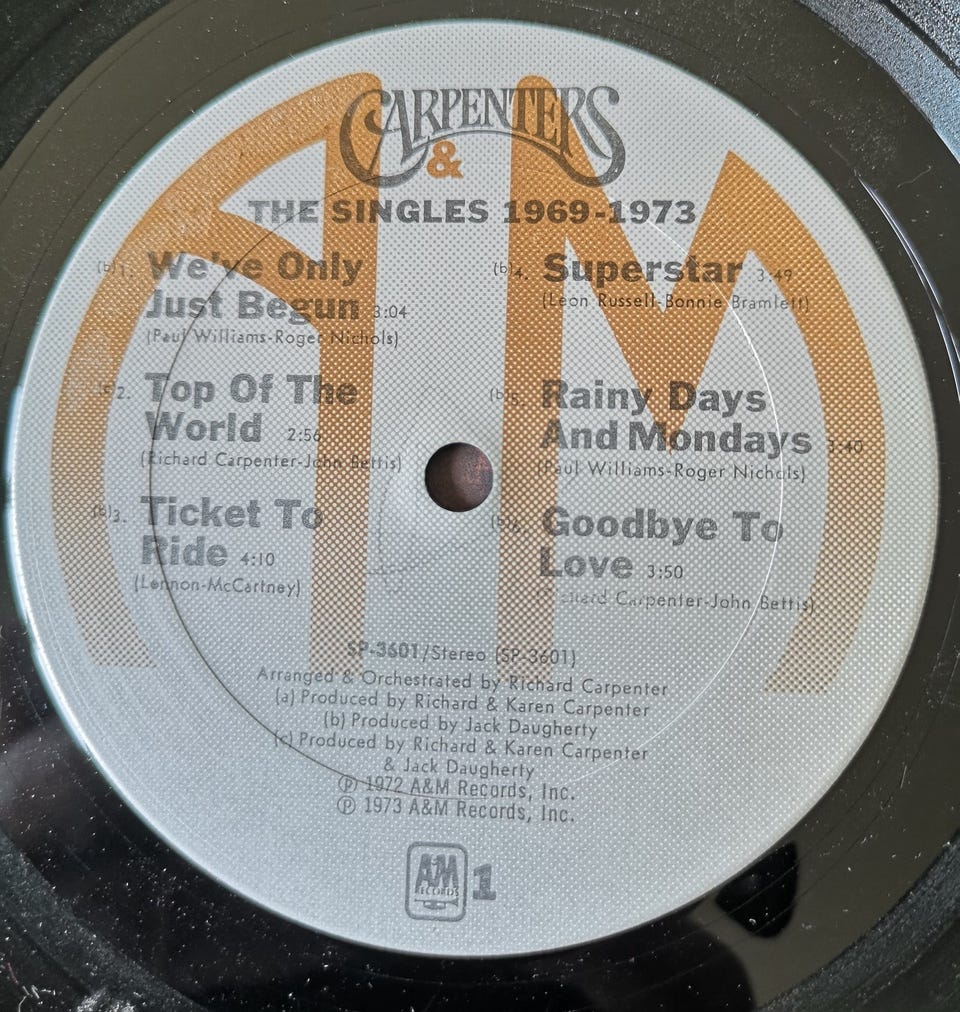 CARPENTERS
&
THE SINGLES 1969-1973
(b)1. We've Only
Just Begun 3:04
(Paul Williams-Roger Nichols)
(c)2. Top Of The
World 2:56
(Richard Carpenter-John Bettis)
(b)3. Ticket To
Ride 4:10
(Lennon-McCartney)
(b)4. Superstar 3:49
(Leon Russell-Bonnie Bramlett)
(b)5. Rainy Days
And Mondays 3:40
(Paul Williams-Roger Nichols)
(b)6. Goodbye To
Love 3:50
(Richard Carpenter-John Bettis)
SP-3601/Stereo (SP-3601)
Arranged & Orchestrated by Richard Carpenter
(a) Produced by Richard & Karen Carpenter
(b) Produced by Jack Daugherty
(c) Produced by Richard & Karen Carpenter
& Jack Daugherty
℗ 1972 A&M Records, Inc.
℗ 1973 A&M Records, Inc.
A&M
RECORDS
1